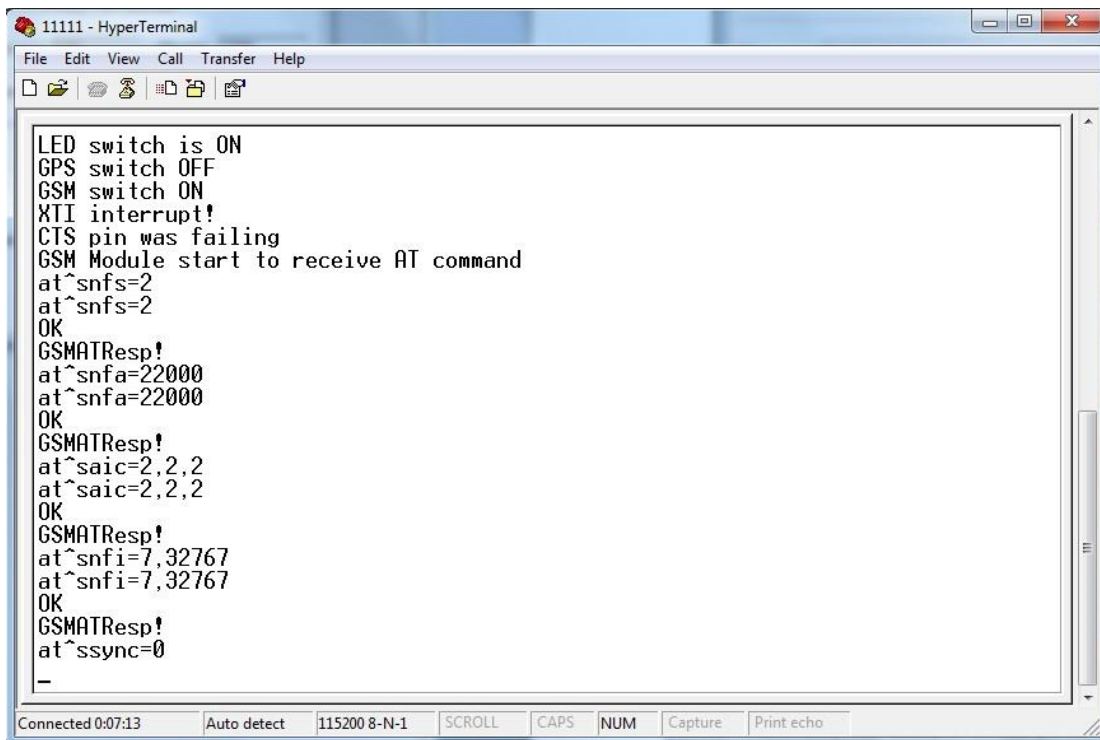 11111 - HyperTerminal
File Edit View Call Transfer Help
LED switch is ON
GPS switch OFF
GSM switch ON
XTI interrupt!
CTS pin was failing
GSM Module start to receive AT command
at^snfs=2
at^snfs=2
OK
GSMATResp!
at^snfa=22000
at^snfa=22000
OK
GSMATResp!
at^saic=2,2,2
at^saic=2,2,2
OK
GSMATResp!
at^snfi=7,32767
at^snfi=7,32767
OK
GSMATResp!
at^ssync=0
_
Connected 0:07:13 Auto detect 115200 8-N-1 SCROLL CAPS NUM Capture Print echo